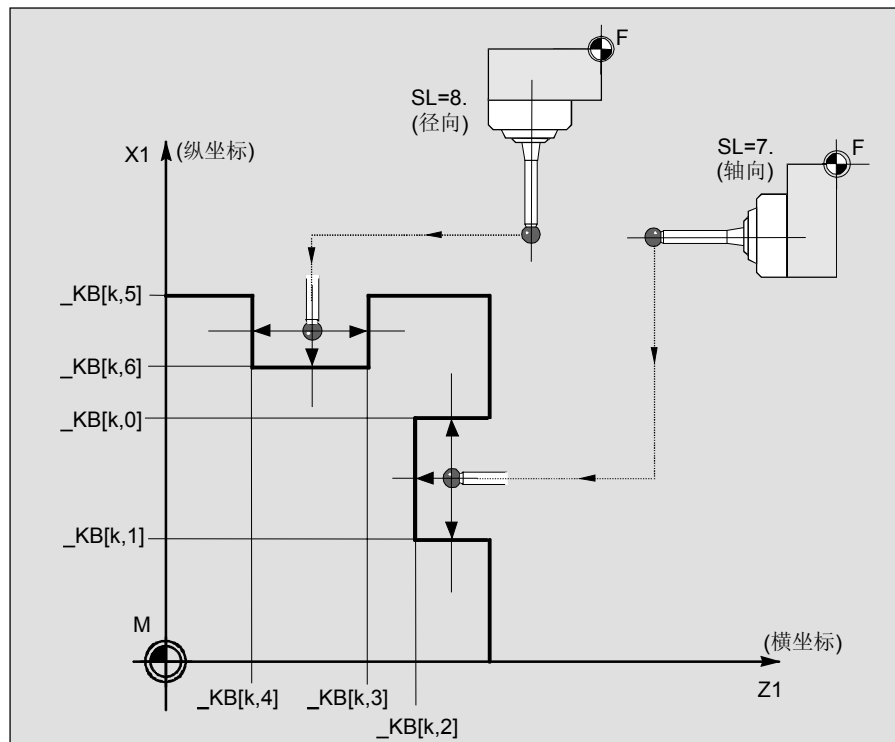 F
SL=8.
(径向)
SL=7.
(轴向)
F
X1
(纵坐标)
_KB[k,5]
_KB[k,6]
_KB[k,0]
_KB[k,1]
M
(横坐标)
Z1
_KB[k,4]
_KB[k,3]
_KB[k,2]